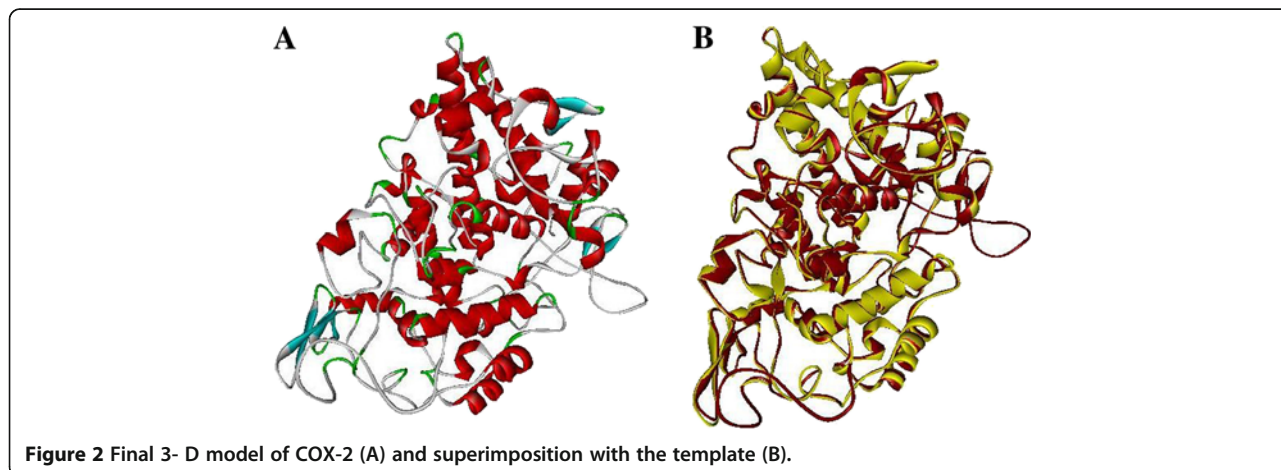 A
B
Figure 2 Final 3- D model of COX-2 (A) and superimposition with the template (B).